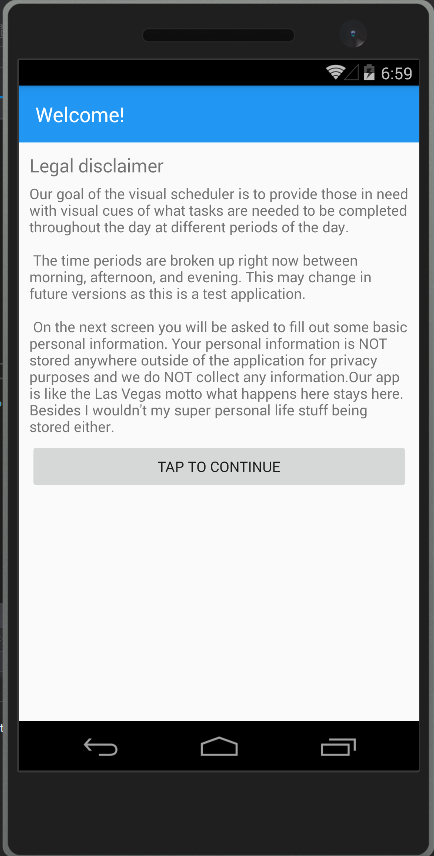 6:59
Welcome!
Legal disclaimer
Our goal of the visual scheduler is to provide those in need
with visual cues of what tasks are needed to be completed
throughout the day at different periods of the day.
The time periods are broken up right now between
morning, afternoon, and evening. This may change in
future versions as this is a test application.
On the next screen you will be asked to fill out some basic
personal information. Your personal information is NOT
stored anywhere outside of the application for privacy
purposes and we do NOT collect any information.Our app
is like the Las Vegas motto what happens here stays here.
Besides I wouldn't my super personal life stuff being
stored either.
TAP TO CONTINUE